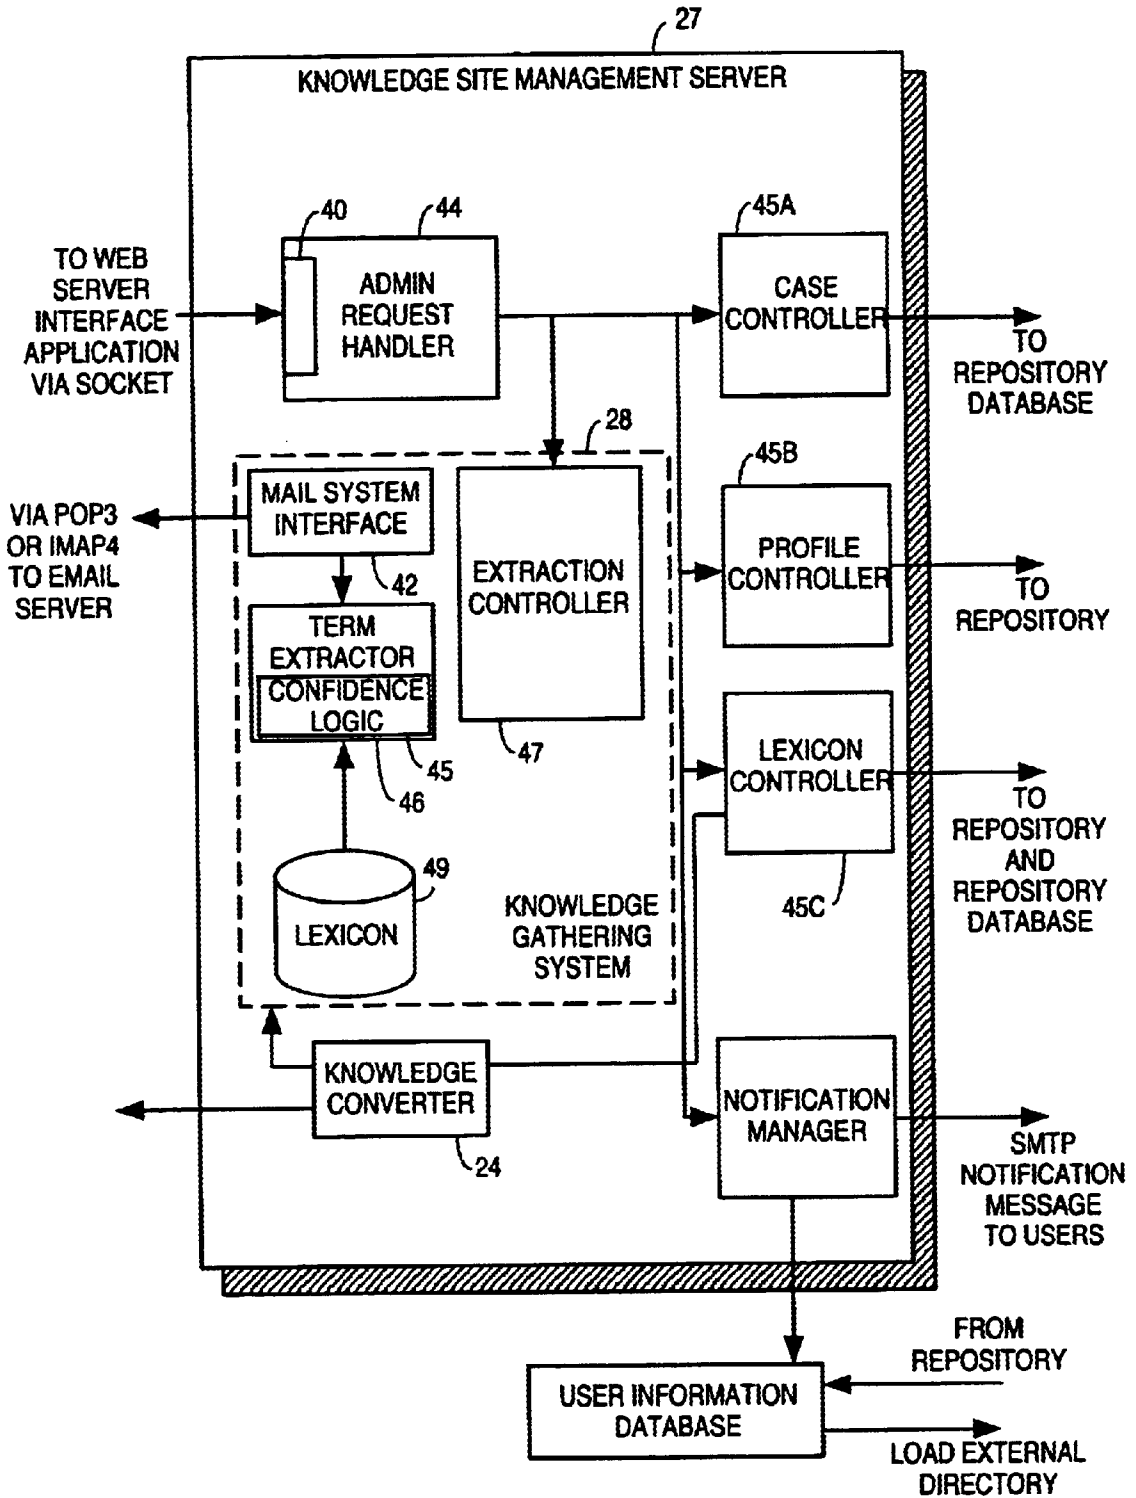 27
KNOWLEDGE SITE MANAGEMENT SERVER
40
44
45A
TO WEB
SERVER
INTERFACE
APPLICATION
VIA SOCKET
ADMIN
REQUEST
HANDLER
CASE
CONTROLLER
TO
REPOSITORY
DATABASE
28
45B
MAIL SYSTEM
INTERFACE
VIA POP3
OR IMAP4
TO EMAIL
SERVER
42
EXTRACTION
CONTROLLER
PROFILE
CONTROLLER
TO
REPOSITORY
TERM
EXTRACTOR
CONFIDENCE
LOGIC
45
46
47
LEXICON
CONTROLLER
TO
REPOSITORY
AND
REPOSITORY
DATABASE
45C
49
LEXICON
KNOWLEDGE
GATHERING
SYSTEM
KNOWLEDGE
CONVERTER
24
NOTIFICATION
MANAGER
SMTP
NOTIFICATION
MESSAGE
TO USERS
FROM
REPOSITORY
USER INFORMATION
DATABASE
LOAD EXTERNAL
DIRECTORY